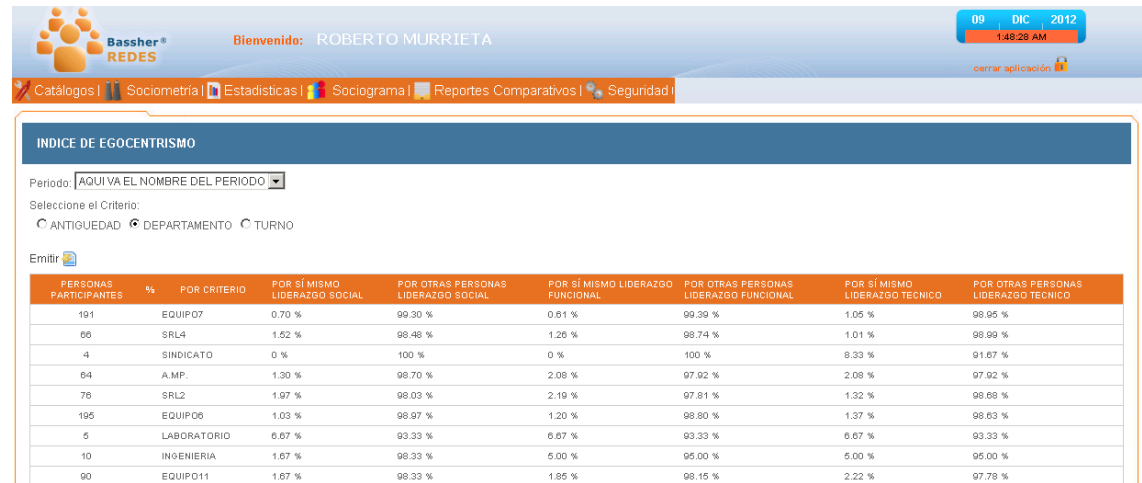 Bassher®
REDES
Bienvenido: ROBERTO MURRIETA
09 DIC 2012
1:48:28 AM
cerrar aplicación
Catálogos | Sociometría | Estadisticas | Sociograma | Reportes Comparativos | Seguridad |
INDICE DE EGOCENTRISMO
Periodo: AQUI VA EL NOMBRE DEL PERIODO
Seleccione el Criterio:
ANTIGUEDAD DEPARTAMENTO TURNO
Emitir
PERSONAS PARTICIPANTES % POR CRITERIO POR SÍ MISMO LIDERAZGO SOCIAL POR OTRAS PERSONAS LIDERAZGO SOCIAL POR SÍ MISMO LIDERAZGO FUNCIONAL POR OTRAS PERSONAS LIDERAZGO FUNCIONAL POR SÍ MISMO LIDERAZGO TECNICO POR OTRAS PERSONAS LIDERAZGO TECNICO
191 EQUIPO7 0.70 % 99.30 % 0.61 % 99.39 % 1.05 % 98.95 %
66 SRL4 1.52 % 98.48 % 1.26 % 98.74 % 1.01 % 98.99 %
4 SINDICATO 0 % 100 % 0 % 100 % 8.33 % 91.67 %
64 A.MP. 1.30 % 98.70 % 2.08 % 97.92 % 2.08 % 97.92 %
76 SRL2 1.97 % 98.03 % 2.19 % 97.81 % 1.32 % 98.68 %
195 EQUIPO6 1.03 % 98.97 % 1.20 % 98.80 % 1.37 % 98.63 %
5 LABORATORIO 6.67 % 93.33 % 6.67 % 93.33 % 6.67 % 93.33 %
10 INGENIERIA 1.67 % 98.33 % 5.00 % 95.00 % 5.00 % 95.00 %
90 EQUIPO11 1.67 % 98.33 % 1.85 % 98.15 % 2.22 % 97.78 %